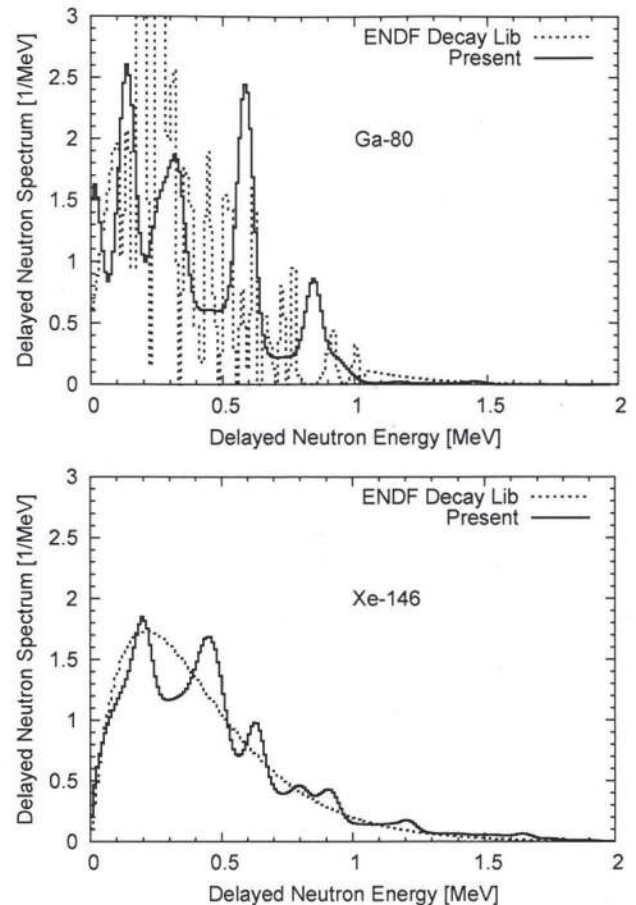 3
2.5
2
1.5
1
0.5
0
Delayed Neutron Spectrum [1/MeV]
ENDF Decay Lib
Present
Ga-80
0 0.5 1 1.5 2
Delayed Neutron Energy [MeV]
3
2.5
2
1.5
1
0.5
0
Delayed Neutron Spectrum [1/MeV]
ENDF Decay Lib
Present
Xe-146
0 0.5 1 1.5 2
Delayed Neutron Energy [MeV]